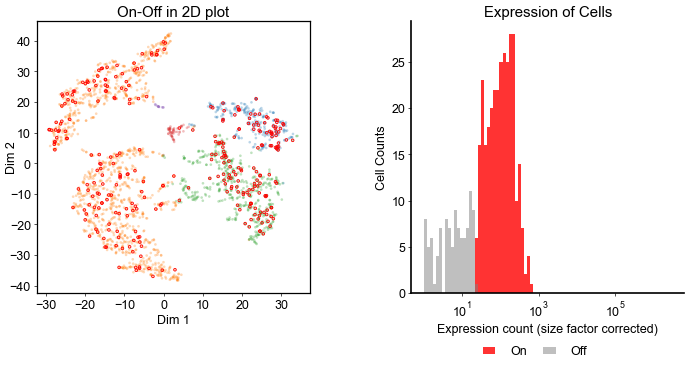 On-Off in 2D plot
Dim 2
40
30
20
10
0
−10
−20
−30
−40
−30 −20 −10 0 10 20 30
Dim 1
Expression of Cells
Cell Counts
25
20
15
10
5
0
10^1 10^3 10^5
Expression count (size factor corrected)
On Off